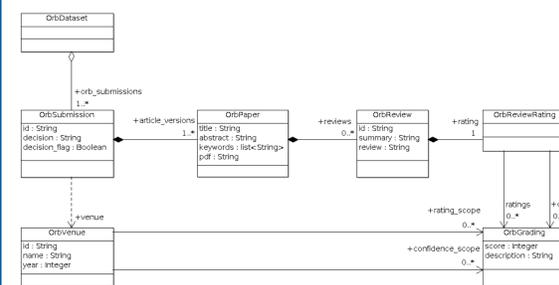 OrbDataset
+orb_submissions
1..*
OrbSubmission
id : String
decision : String
decision_flag : Boolean
+article_versions
1..*
OrbPaper
title : String
abstract : String
keywords : list<String>
pdf : String
+reviews
0..*
OrbReview
id : String
summary : String
review : String
+rating
1
OrbReviewRating
+venue
ratings
0..*
0..*
OrbVenue
id : String
name : String
year : Integer
+rating_scope
0..*
+confidence_scope
0..*
OrbGrading
score : Integer
description : String